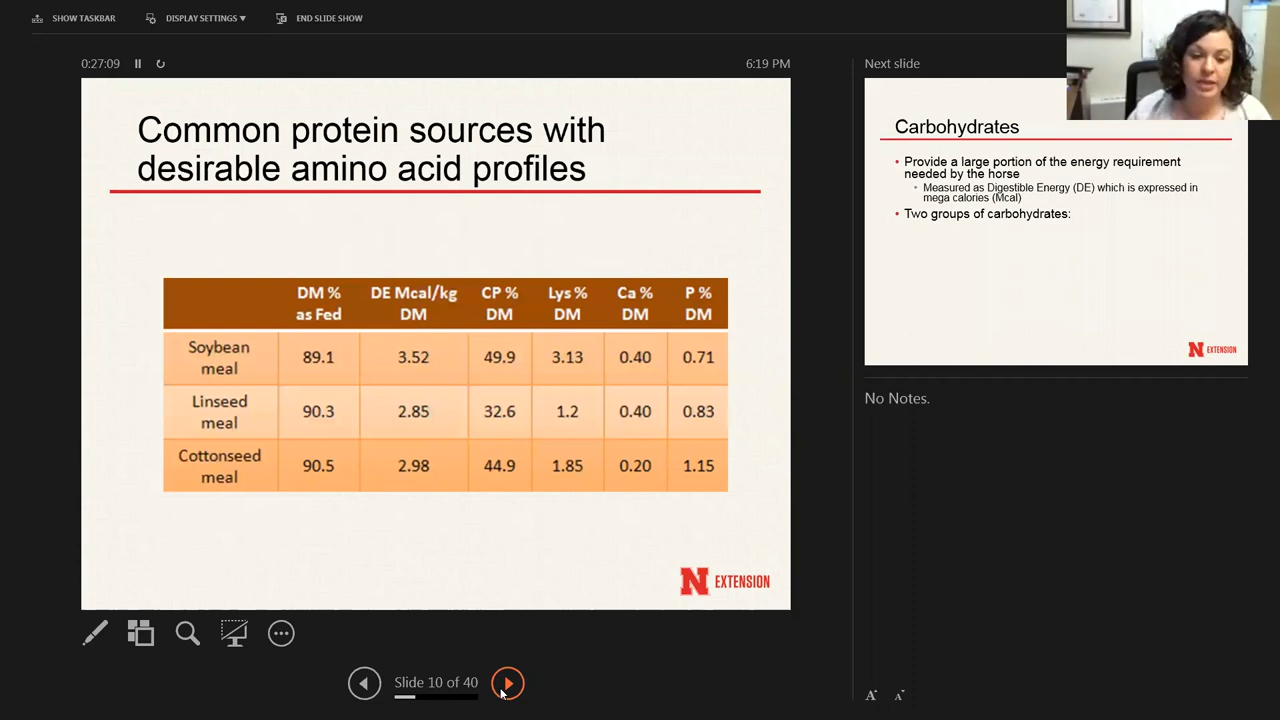 SHOW TASKBAR DISPLAY SETTINGS ▼ END SLIDE SHOW
0:27:09 6:19 PM
Common protein sources with
desirable amino acid profiles
DM % DE Mcal/kg CP % Lys % Ca % P %
as Fed DM DM DM DM DM
Soybean
meal 89.1 3.52 49.9 3.13 0.40 0.71
Linseed
meal 90.3 2.85 32.6 1.2 0.40 0.83
Cottonseed
meal 90.5 2.98 44.9 1.85 0.20 1.15
N EXTENSION
Slide 10 of 40
Next slide
Carbohydrates
• Provide a large portion of the energy requirement
needed by the horse
• Measured as Digestible Energy (DE) which is expressed in
mega calories (Mcal)
• Two groups of carbohydrates:
N EXTENSION
No Notes.
A A